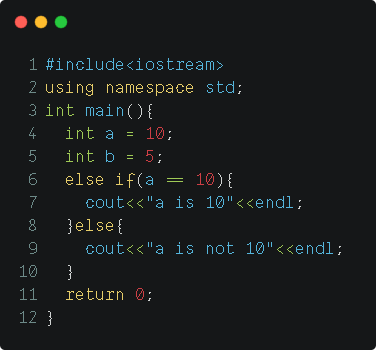 1 #include<iostream>
2 using namespace std;
3 int main(){
4   int a = 10;
5   int b = 5;
6   else if(a == 10){
7     cout<<"a is 10"<<endl;
8   }else{
9     cout<<"a is not 10"<<endl;
10   }
11   return 0;
12 }